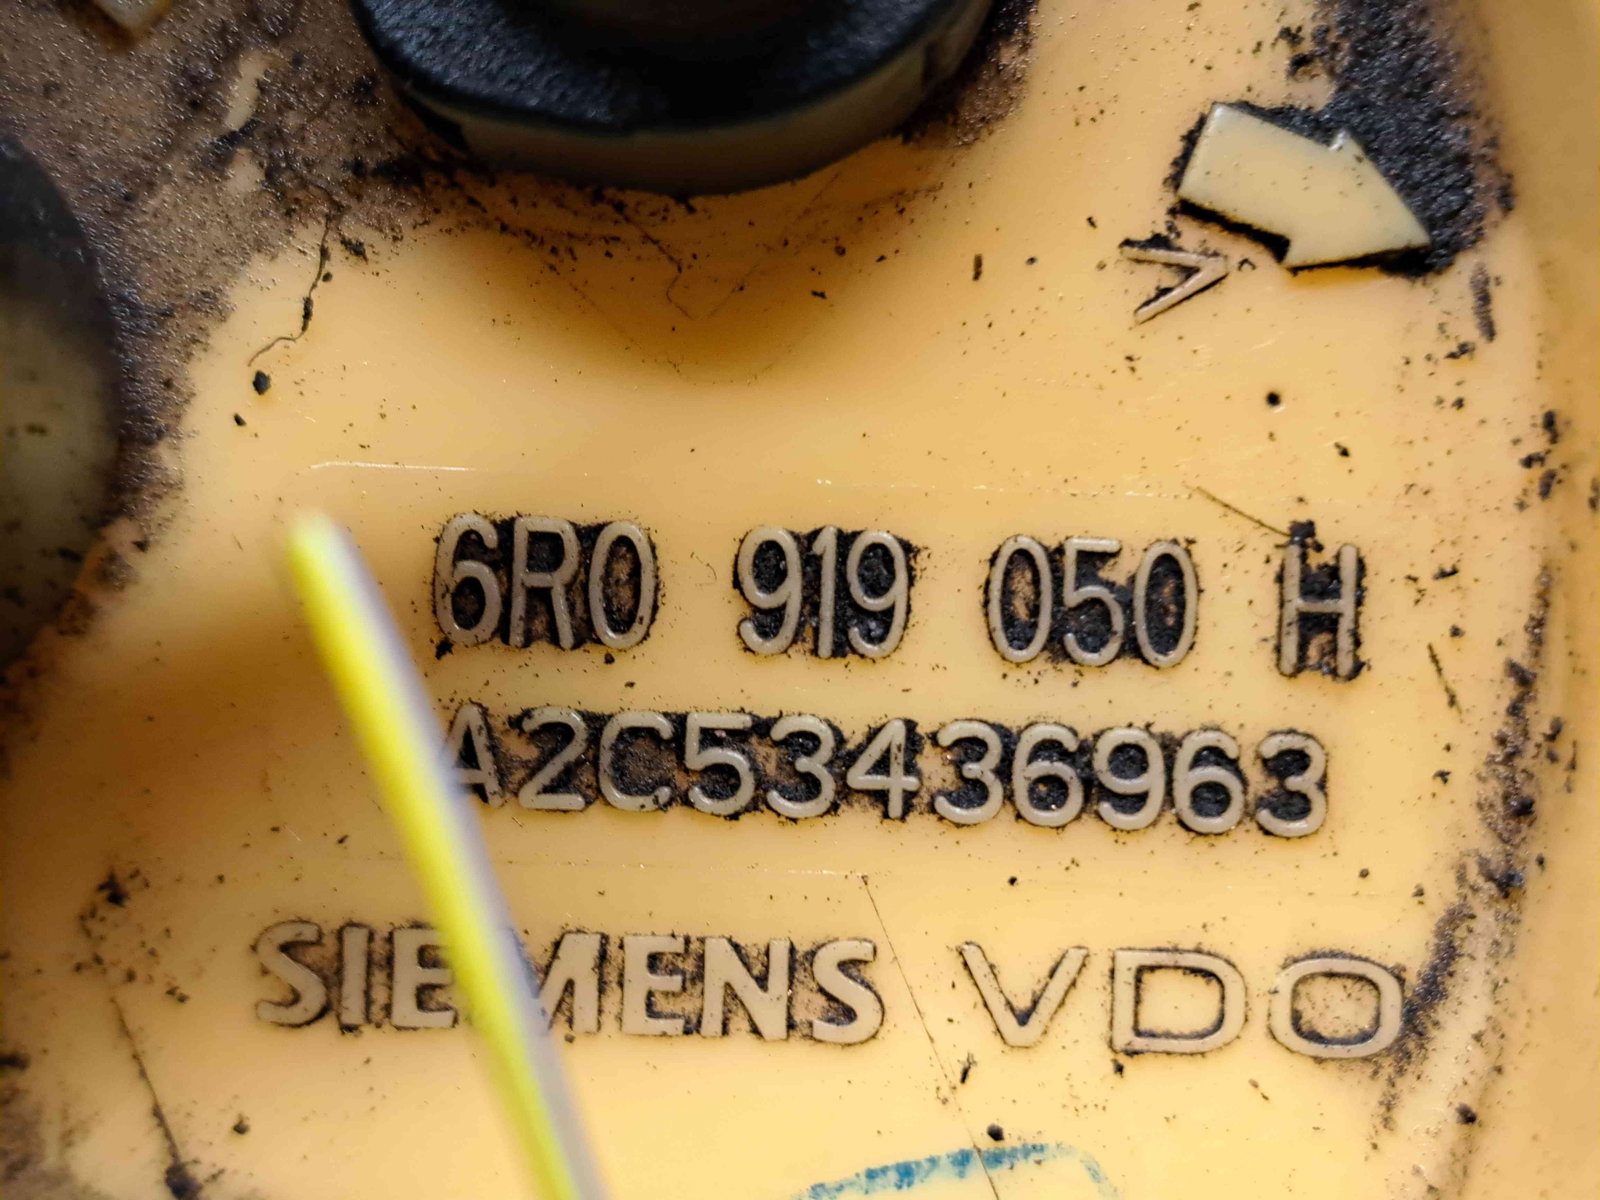 6R0 919 050 H
A2C53436963
SIEMENS VDO